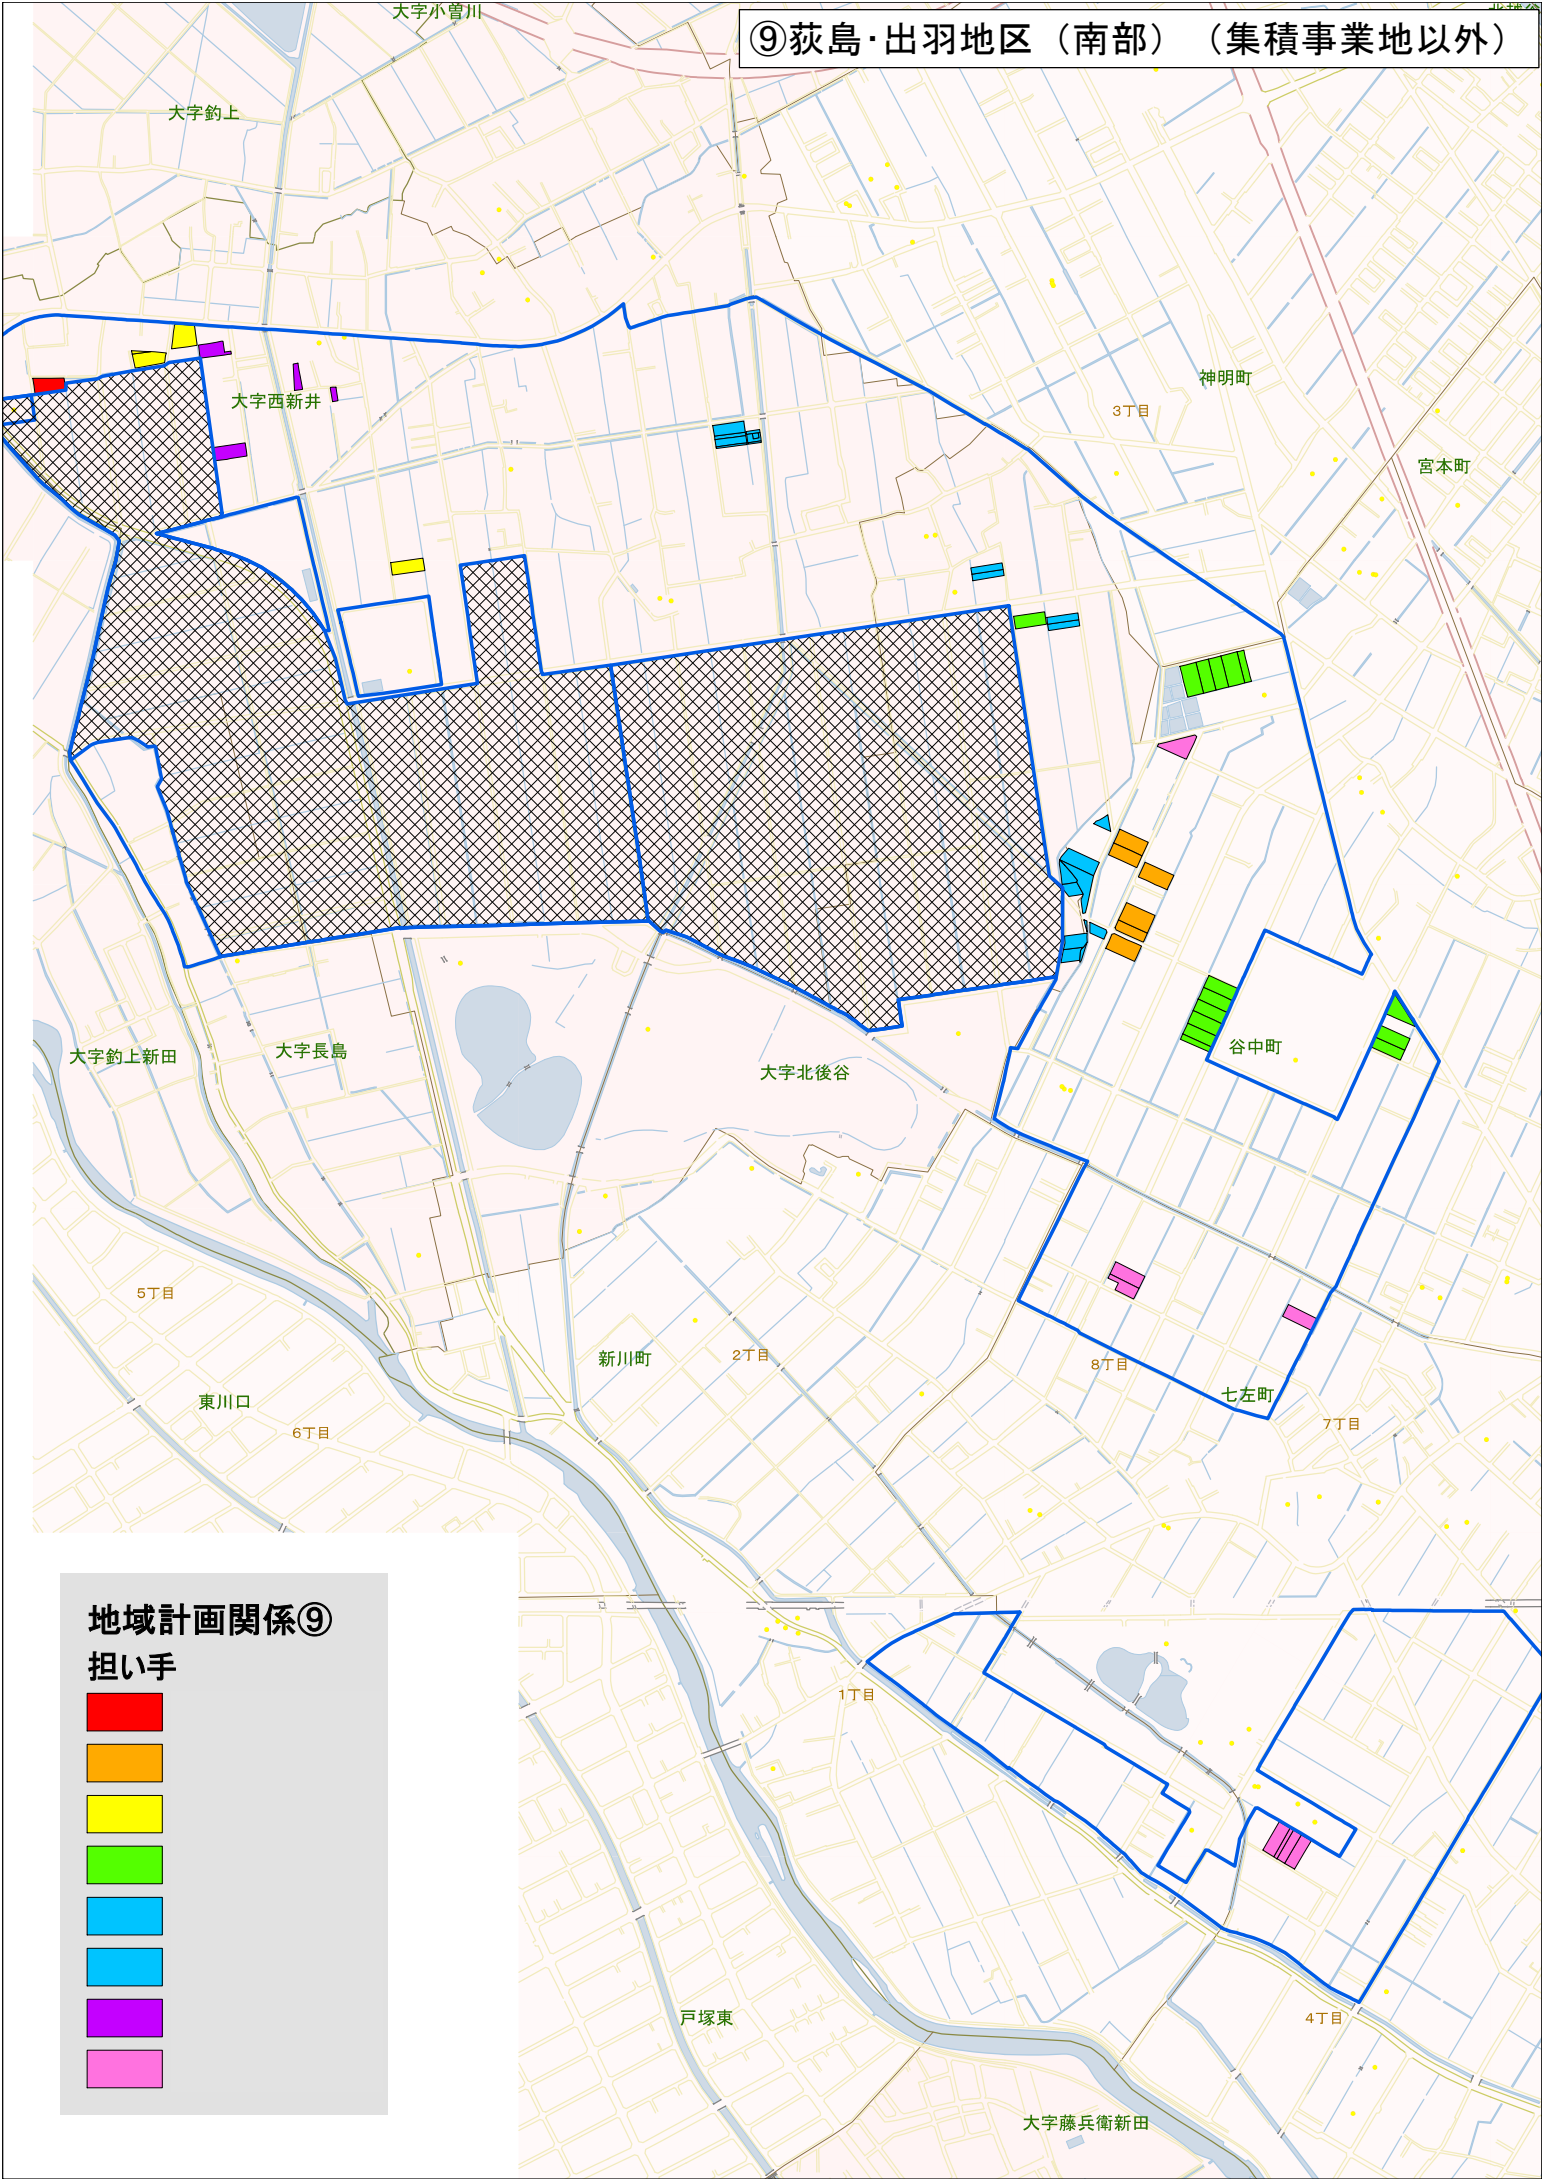 大字小曽川
⑨荻島・出羽地区（南部）（集積事業地以外）
大字釣上
神明町
大字西新井
3丁目
宮本町
大字釣上新田
大字長島
谷中町
大字北後谷
5丁目
新川町
2丁目
8丁目
東川口
七左町
6丁目
7丁目
地域計画関係⑨
担い手
1丁目
戸塚東
4丁目
大字藤兵衛新田